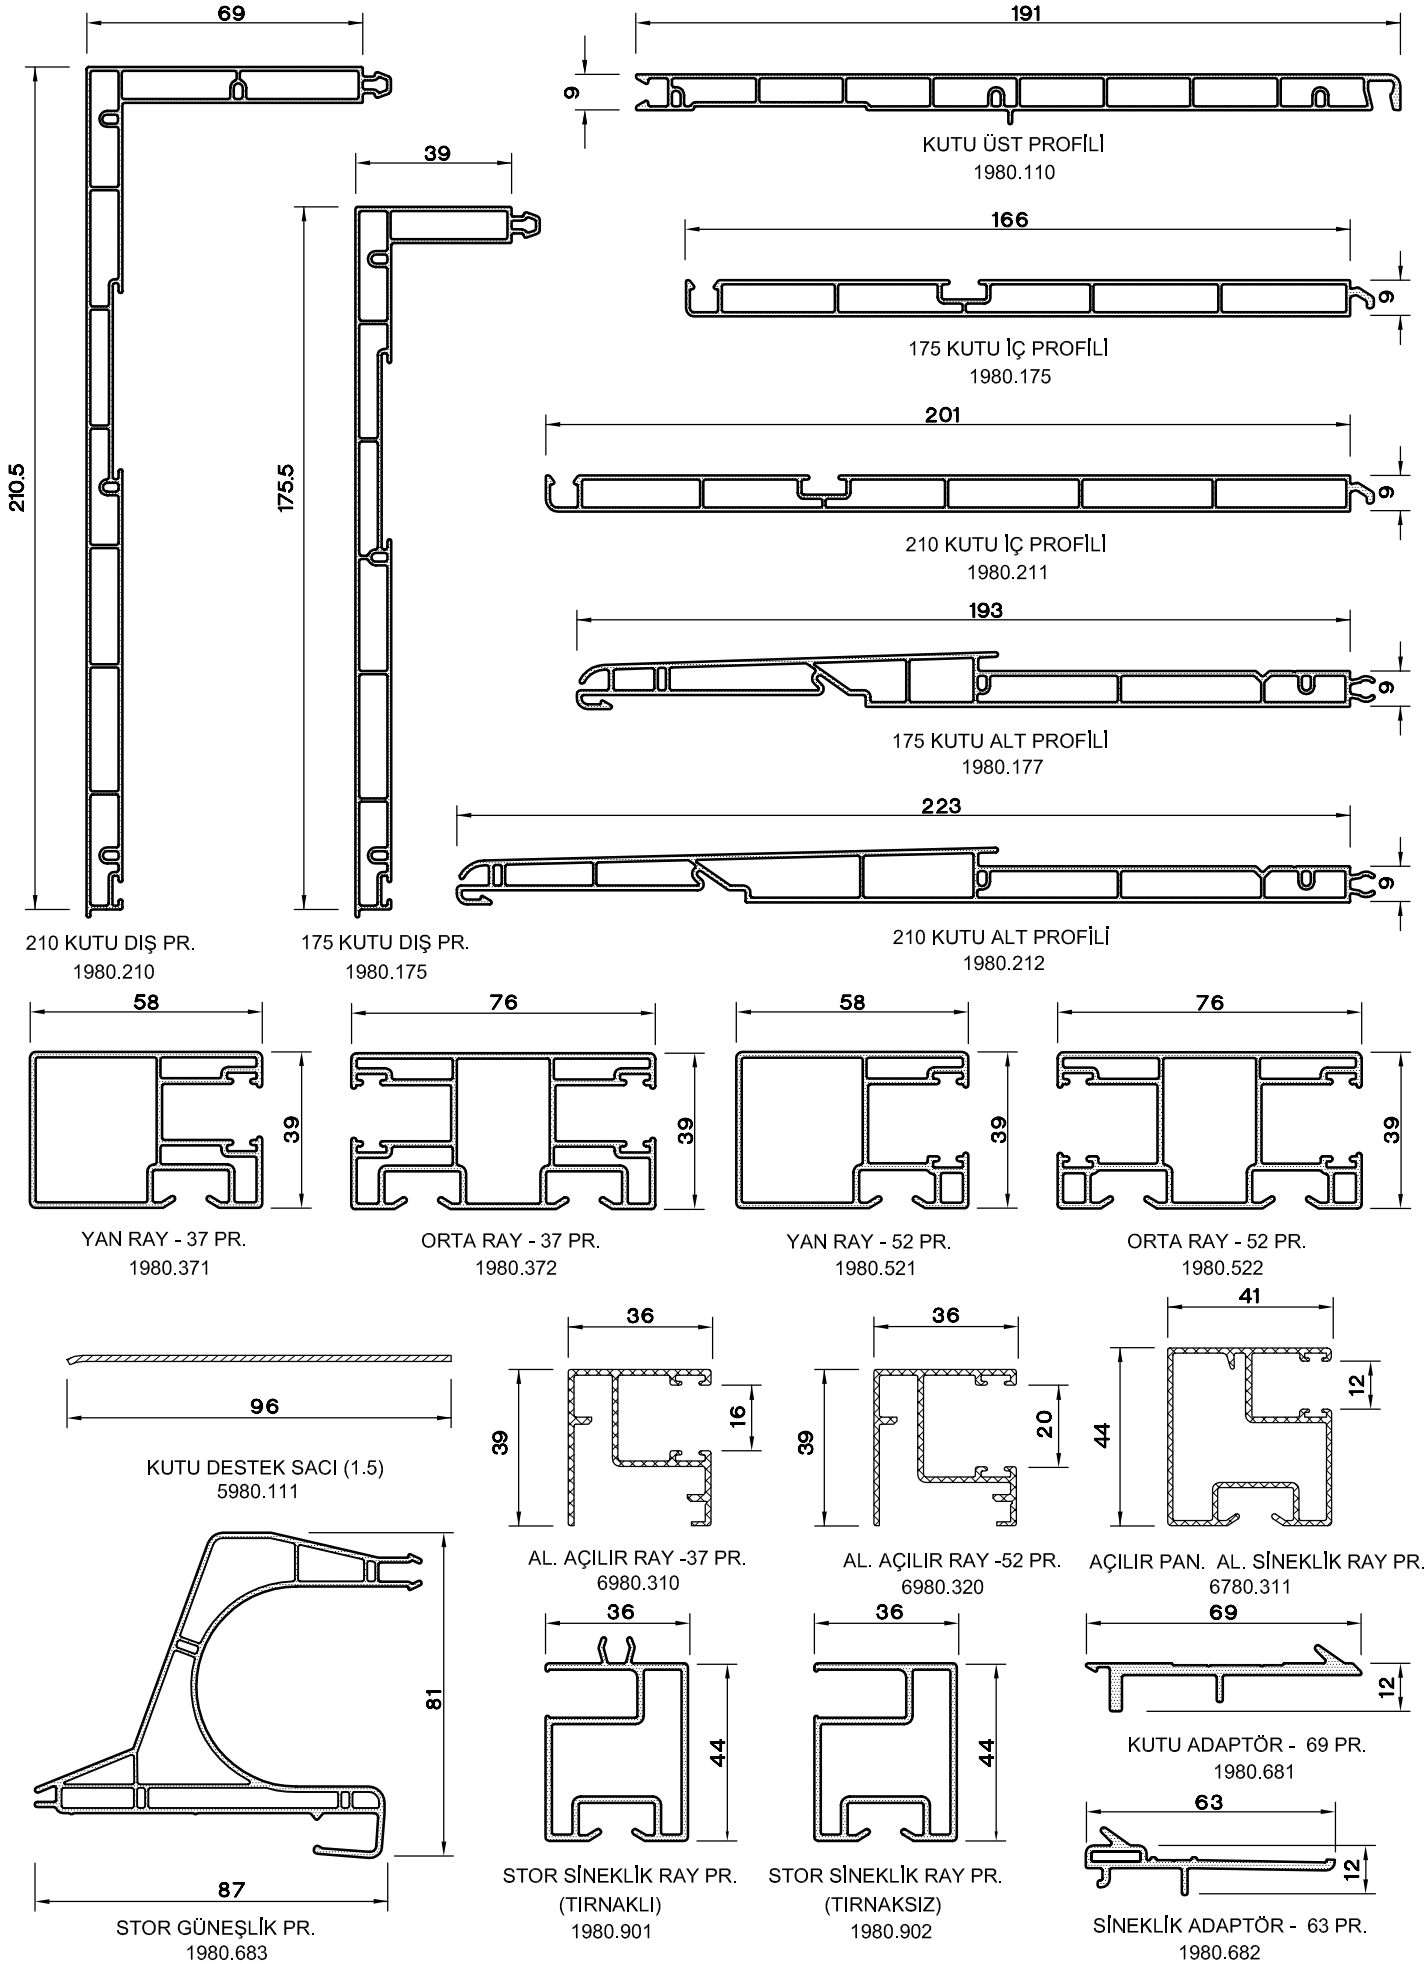 69
210.5
210 KUTU DIŞ PR.
1980.210
39
175.5
175 KUTU DIŞ PR.
1980.175
191
9
KUTU ÜST PROFİLİ
1980.110
166
9
175 KUTU İÇ PROFİLİ
1980.175
201
9
210 KUTU İÇ PROFİLİ
1980.211
193
9
175 KUTU ALT PROFİLİ
1980.177
223
9
210 KUTU ALT PROFİLİ
1980.212
58
39
YAN RAY - 37 PR.
1980.371
76
39
ORTA RAY - 37 PR.
1980.372
58
39
YAN RAY - 52 PR.
1980.521
76
39
ORTA RAY - 52 PR.
1980.522
96
KUTU DESTEK SACI (1.5)
5980.111
36
39
16
AL. AÇILIR RAY -37 PR.
6980.310
36
39
20
AL. AÇILIR RAY -52 PR.
6980.320
41
44
12
AÇILIR PAN. AL. SİNEKLİK RAY PR.
6780.311
81
87
STOR GÜNEŞLİK PR.
1980.683
36
44
STOR SİNEKLİK RAY PR.
(TIRNAKLI)
1980.901
36
44
STOR SİNEKLİK RAY PR.
(TIRNAKSIZ)
1980.902
69
12
KUTU ADAPTÖR - 69 PR.
1980.681
63
12
SİNEKLİK ADAPTÖR - 63 PR.
1980.682